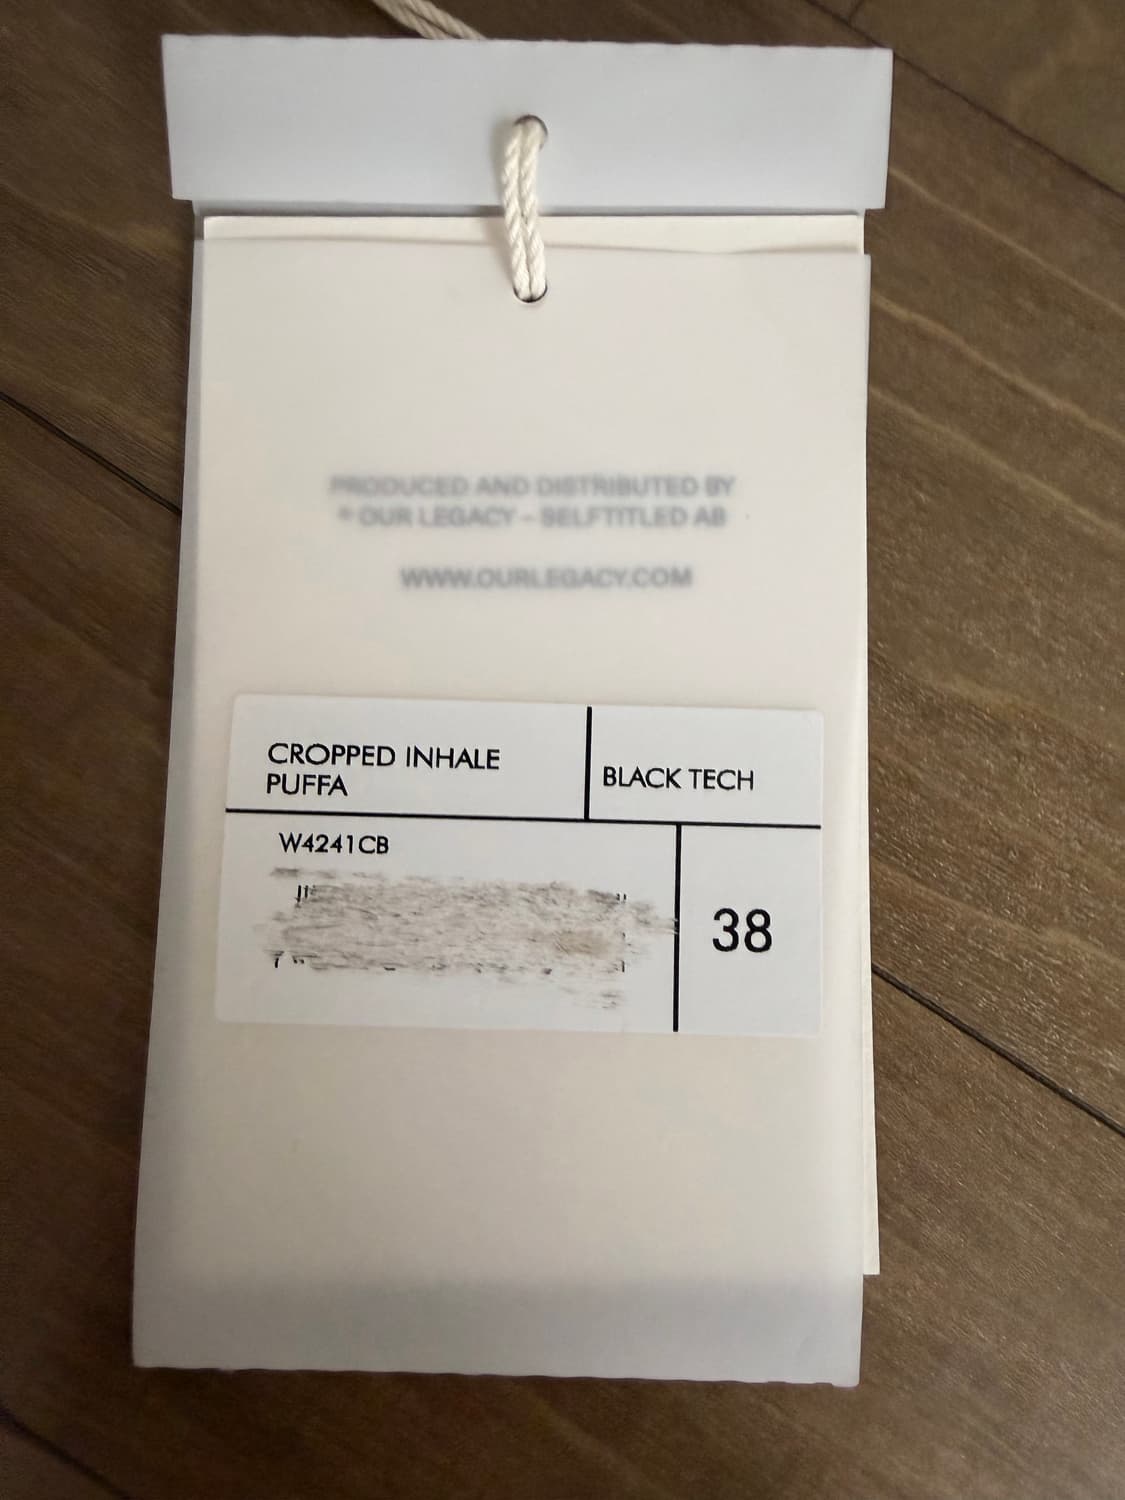 PRODUCED AND DISTRIBUTED BY
® OUR LEGACY – SELFTITLED AB
WWW.OURLEGACY.COM
CROPPED INHALE
PUFFA
BLACK TECH
W4241CB
38